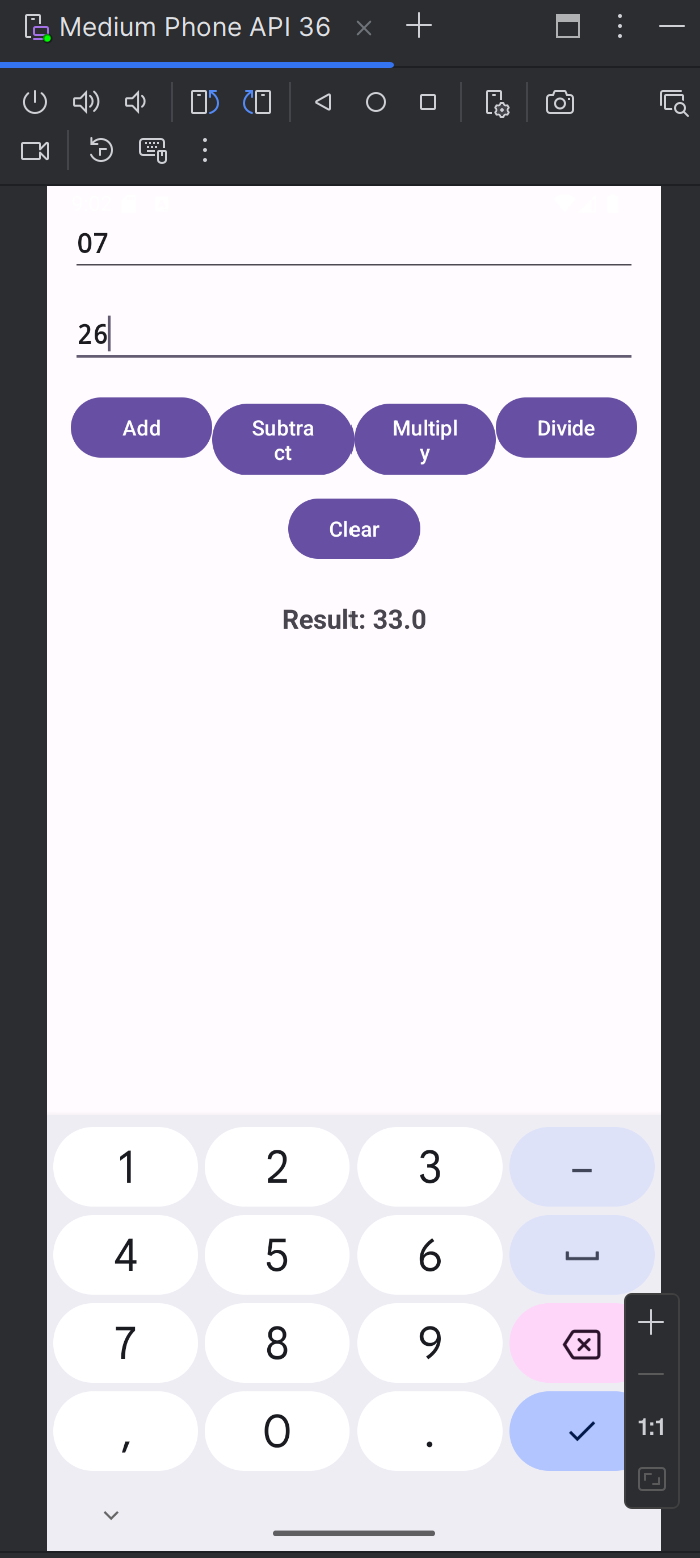 Medium Phone API 36
07
26
Add
Subtra
ct
Multipl
y
Divide
Clear
Result: 33.0
1 2 3 –
4 5 6
7 8 9
, 0 .
1:1